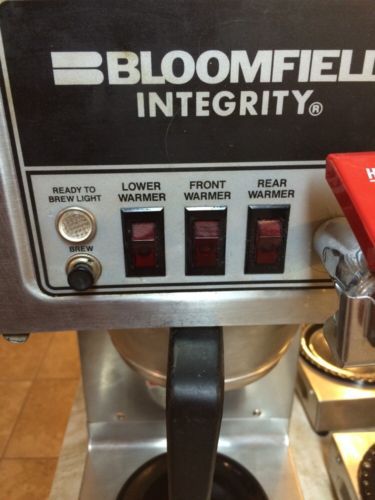 BLOOMFIELD
INTEGRITY®
READY TO
BREW LIGHT
LOWER
WARMER
FRONT
WARMER
REAR
WARMER
BREW